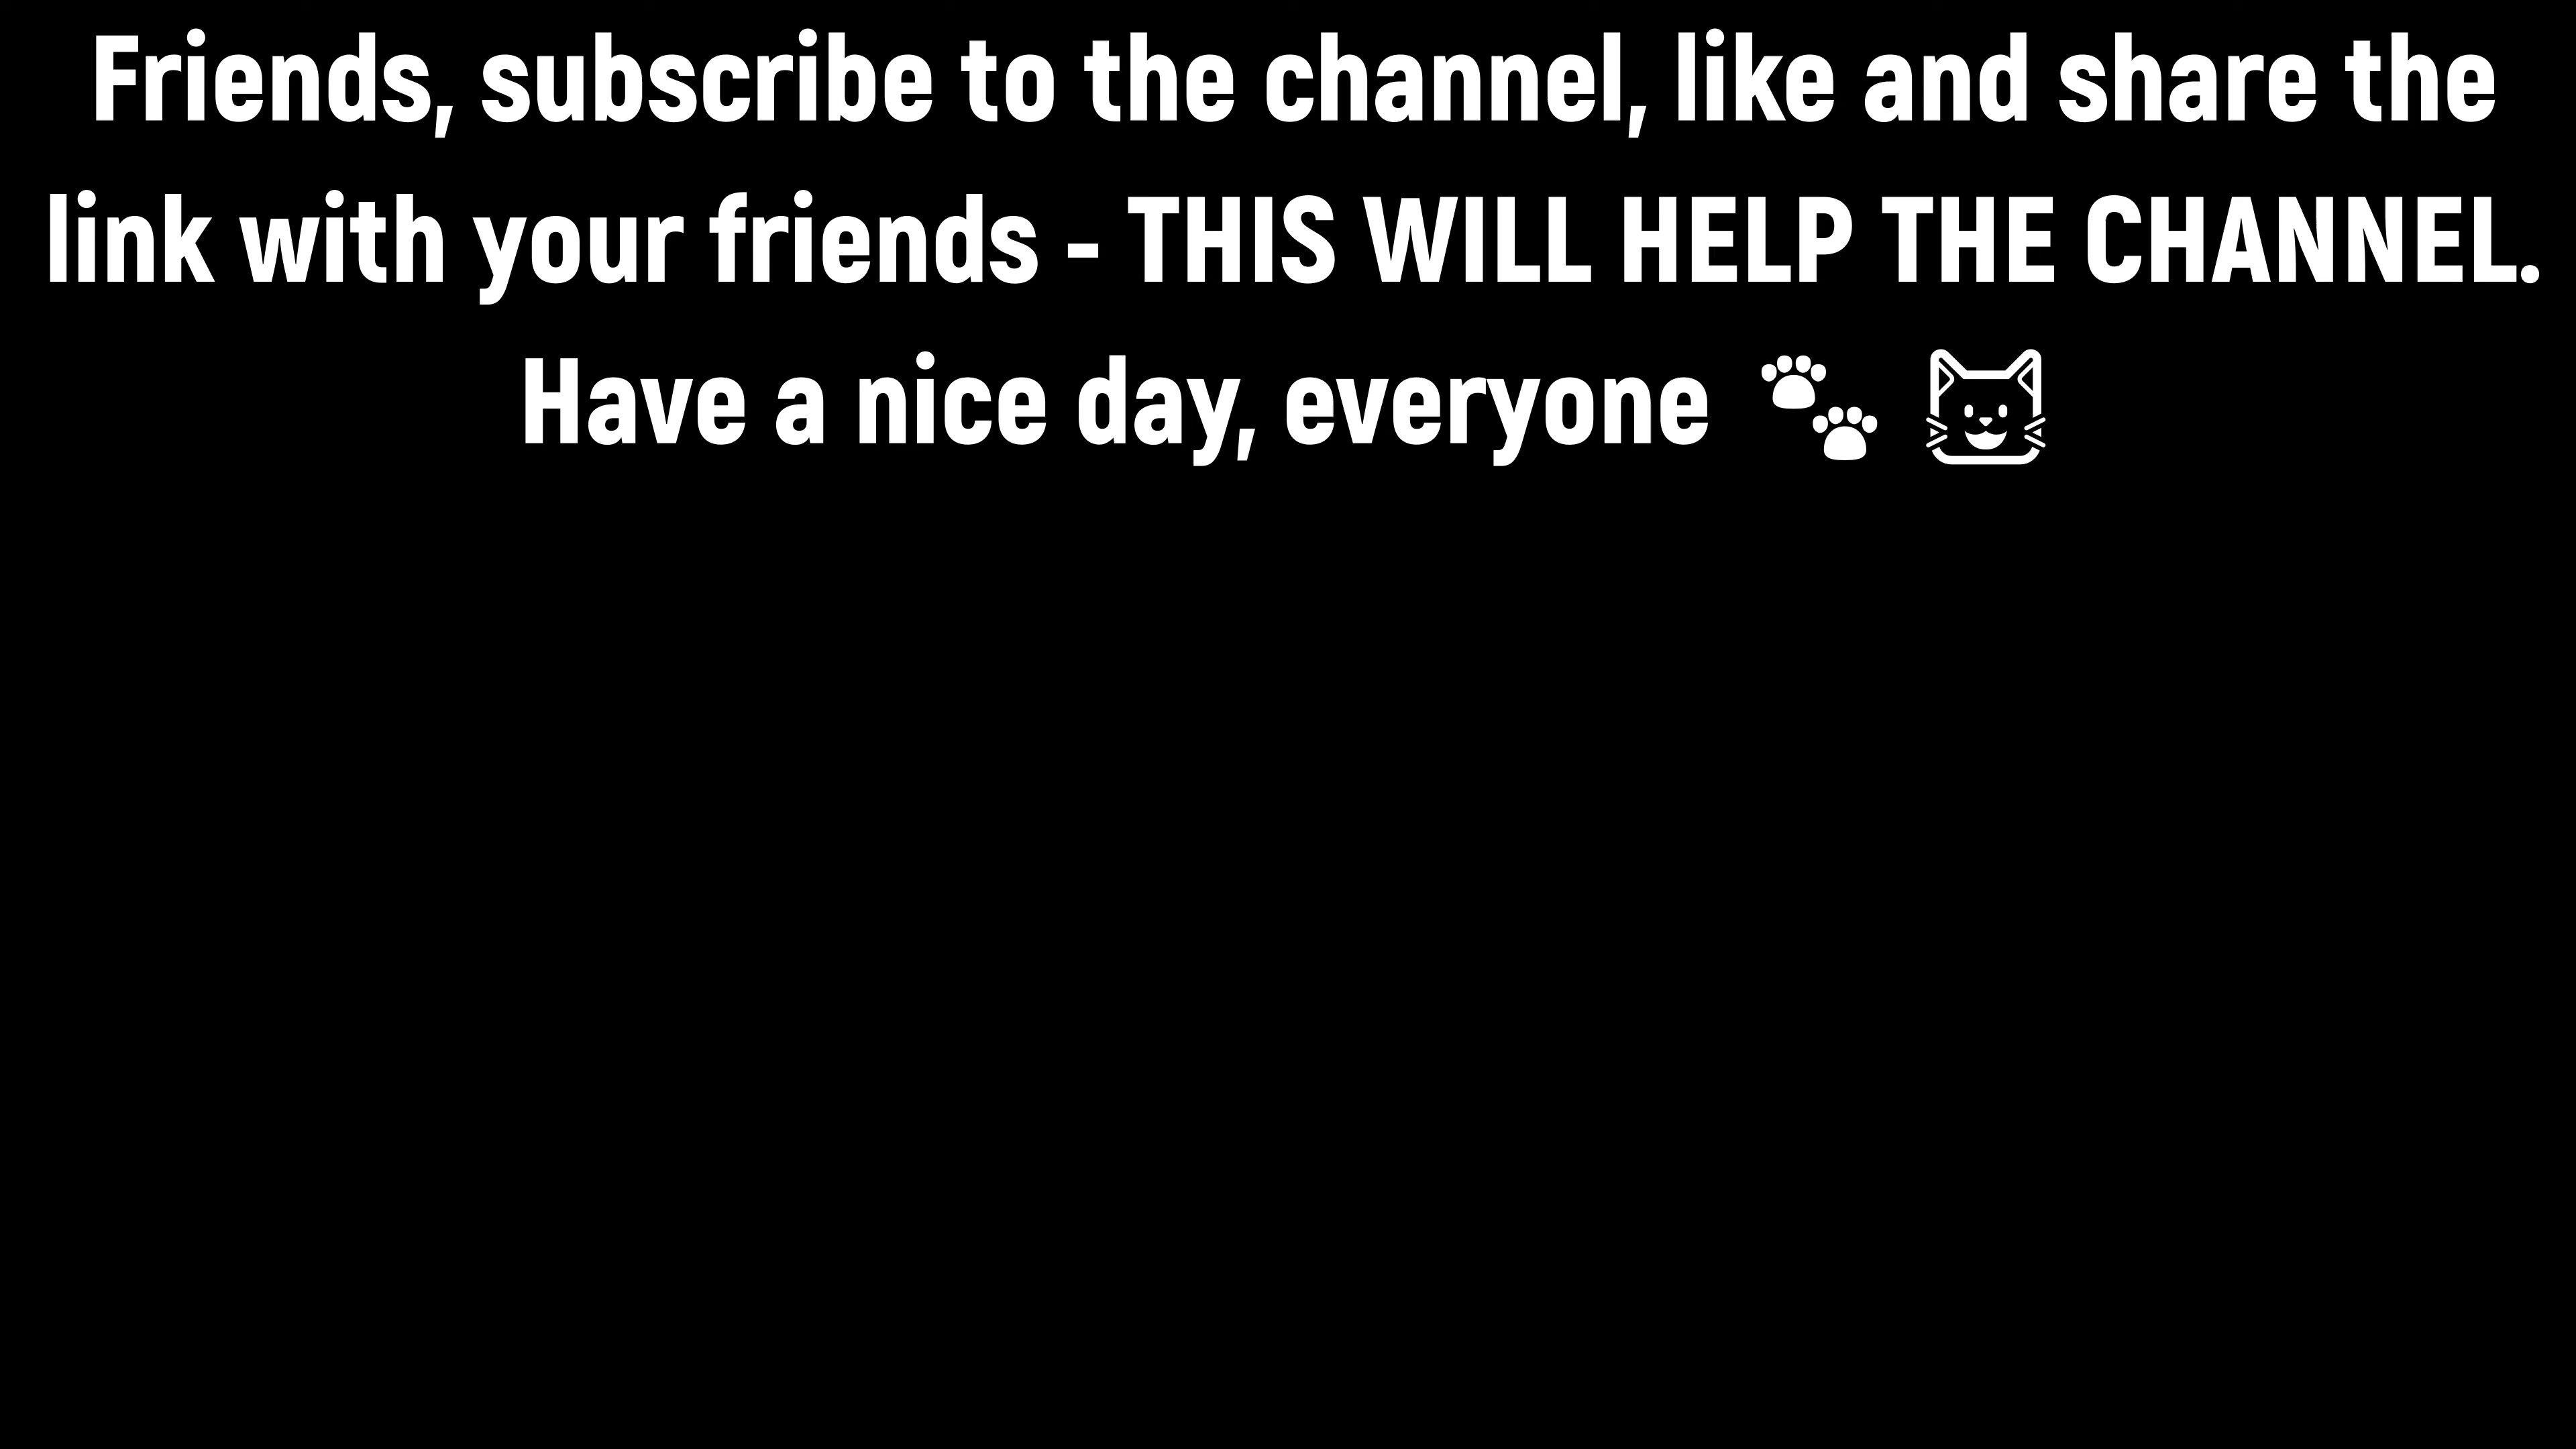 Friends, subscribe to the channel, like and share the
link with your friends - THIS WILL HELP THE CHANNEL.
Have a nice day, everyone 🐾 😺